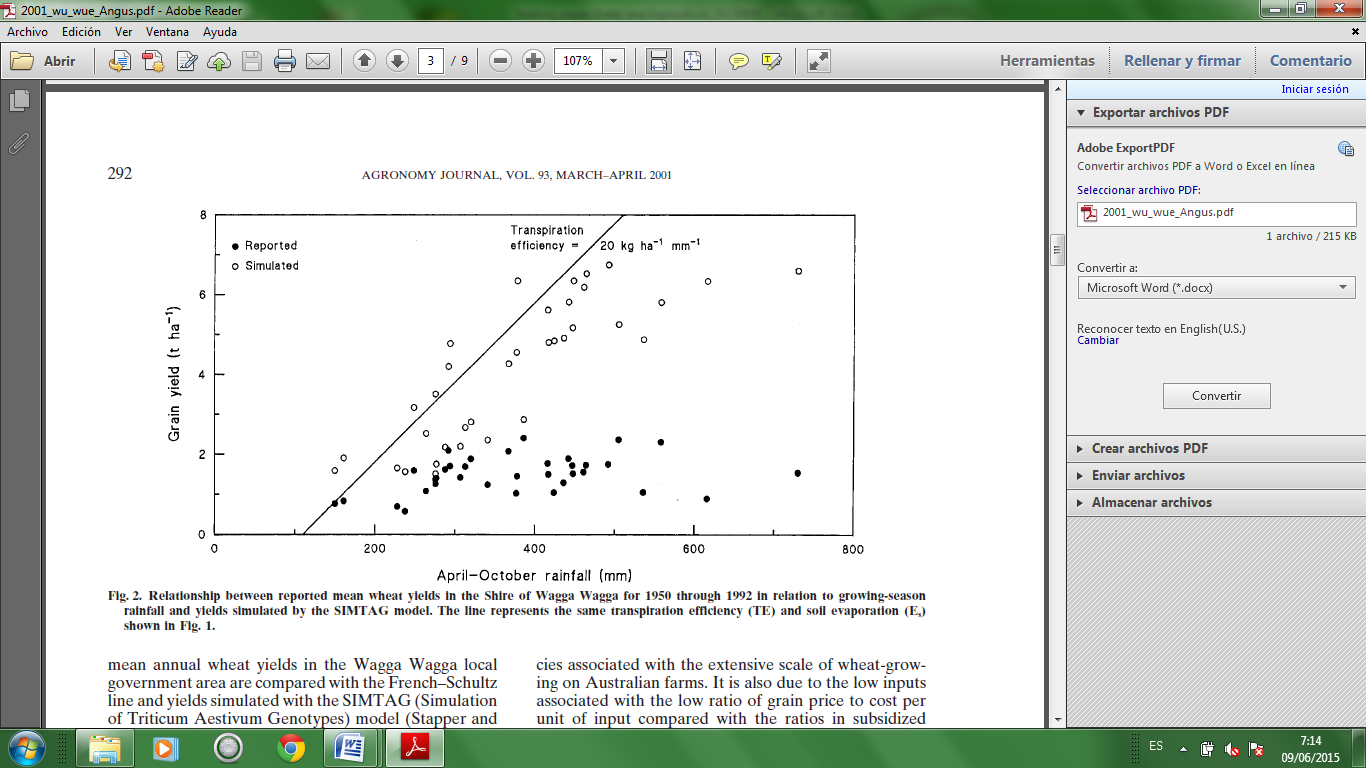 2001_wu_wue_Angus.pdf - Adobe Reader
Archivo Edición Ver Ventana Ayuda
Abrir
3 / 9
107%
Herramientas Rellenar y firmar Comentario
292
AGRONOMY JOURNAL, VOL. 93, MARCH–APRIL 2001
8
6
4
2
0
Grain yield (t ha⁻¹)
Reported
Simulated
Transpiration
efficiency = 20 kg ha⁻¹ mm⁻¹
0 200 400 600 800
April-October rainfall (mm)
Fig. 2. Relationship between reported mean wheat yields in the Shire of Wagga Wagga for 1950 through 1992 in relation to growing-season
rainfall and yields simulated by the SIMTAG model. The line represents the same transpiration efficiency (TE) and soil evaporation (Eₛ)
shown in Fig. 1.
mean annual wheat yields in the Wagga Wagga local
government area are compared with the French–Schultz
line and yields simulated with the SIMTAG (Simulation
of Triticum Aestivum Genotypes) model (Stapper and
cies associated with the extensive scale of wheat-grow-
ing on Australian farms. It is also due to the low inputs
associated with the low ratio of grain price to cost per
unit of input compared with the ratios in subsidized
Iniciar sesión
Exportar archivos PDF
Adobe ExportPDF
Convertir archivos PDF a Word o Excel en línea
Seleccionar archivo PDF:
2001_wu_wue_Angus.pdf
1 archivo / 215 KB
Convertir a:
Microsoft Word (*.docx)
Reconocer texto en English(U.S.)
Cambiar
Convertir
Crear archivos PDF
Enviar archivos
Almacenar archivos
ES
7:14
09/06/2015